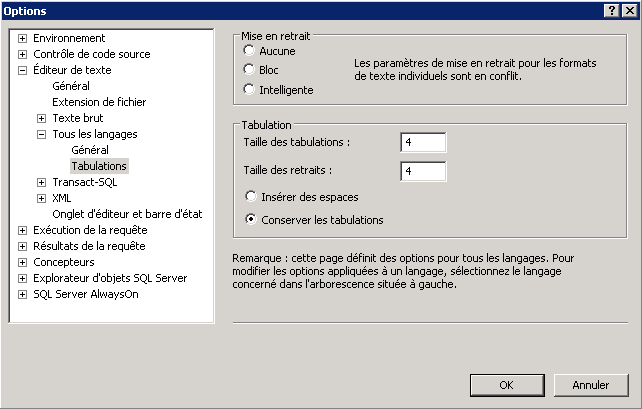 Options
Environnement
Contrôle de code source
Éditeur de texte
Général
Extension de fichier
Texte brut
Tous les langages
Général
Tabulations
Transact-SQL
XML
Onglet d'éditeur et barre d'état
Exécution de la requête
Résultats de la requête
Concepteurs
Explorateur d'objets SQL Server
SQL Server AlwaysOn
Mise en retrait
Aucune
Bloc
Intelligente
Les paramètres de mise en retrait pour les formats
de texte individuels sont en conflit.
Tabulation
Taille des tabulations : 4
Taille des retraits : 4
Insérer des espaces
Conserver les tabulations
Remarque : cette page définit des options pour tous les langages. Pour
modifier les options appliquées à un langage, sélectionnez le langage
concerné dans l'arborescence située à gauche.
OK
Annuler